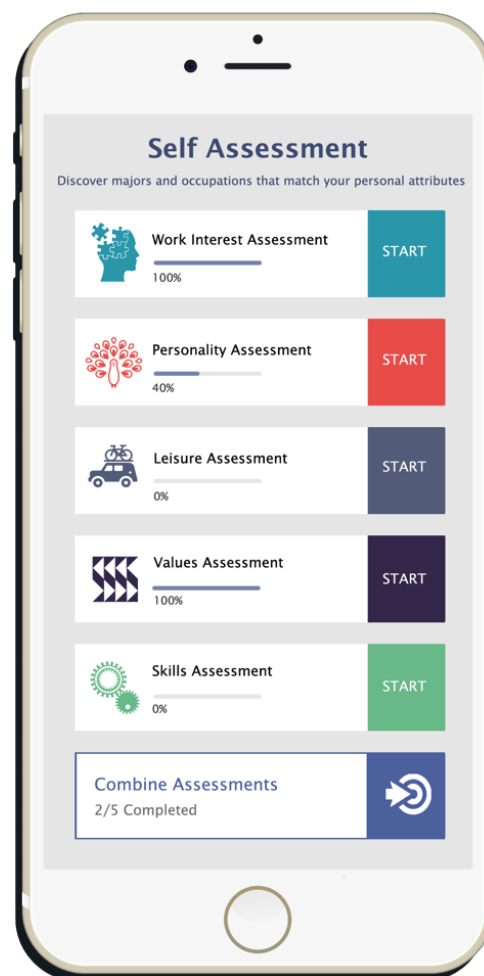 Self Assessment
Discover majors and occupations that match your personal attributes
Work Interest Assessment
100%
START
Personality Assessment
40%
START
Leisure Assessment
0%
START
Values Assessment
100%
START
Skills Assessment
0%
START
Combine Assessments
2/5 Completed